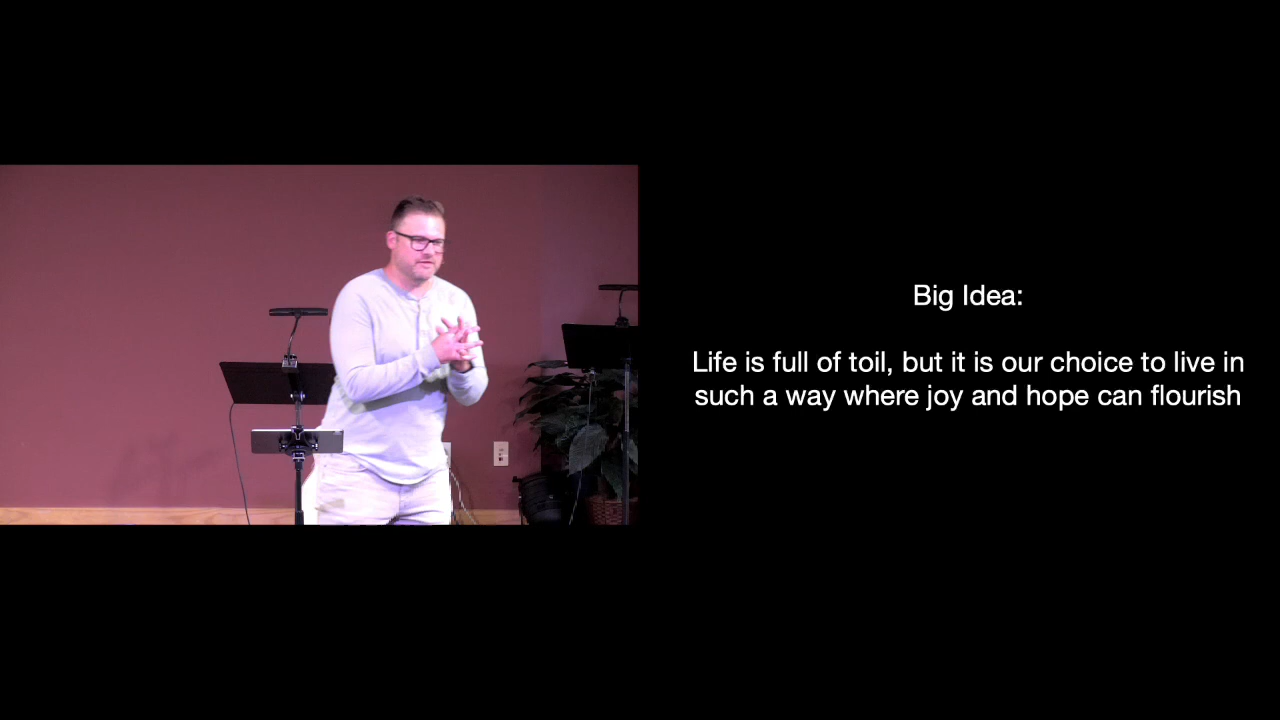 Big Idea:
Life is full of toil, but it is our choice to live in
such a way where joy and hope can flourish